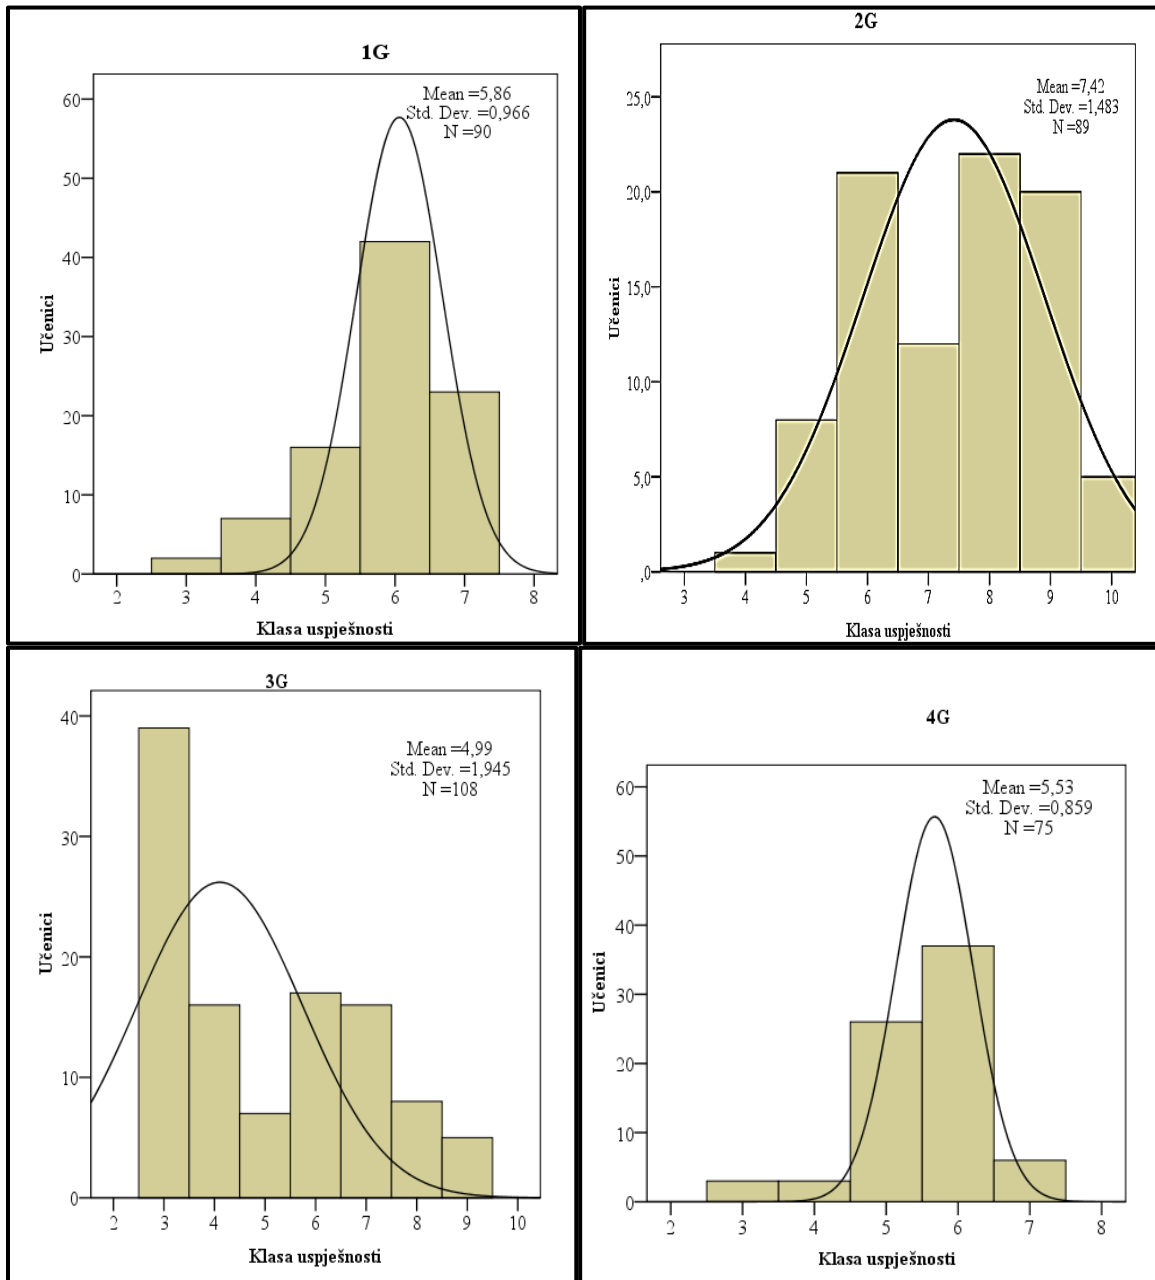 1G
Mean =5,86
Std. Dev. =0,966
N =90
60
50
40
30
20
10
0
Učenici
2 3 4 5 6 7 8
Klasa uspješnosti
2G
Mean =7,42
Std. Dev. =1,483
N =89
25,0
20,0
15,0
10,0
5,0
,0
Učenici
3 4 5 6 7 8 9 10
Klasa uspješnosti
3G
Mean =4,99
Std. Dev. =1,945
N =108
40
30
20
10
0
Učenici
2 3 4 5 6 7 8 9 10
Klasa uspješnosti
4G
Mean =5,53
Std. Dev. =0,859
N =75
60
50
40
30
20
10
0
Učenici
2 3 4 5 6 7 8
Klasa uspješnosti